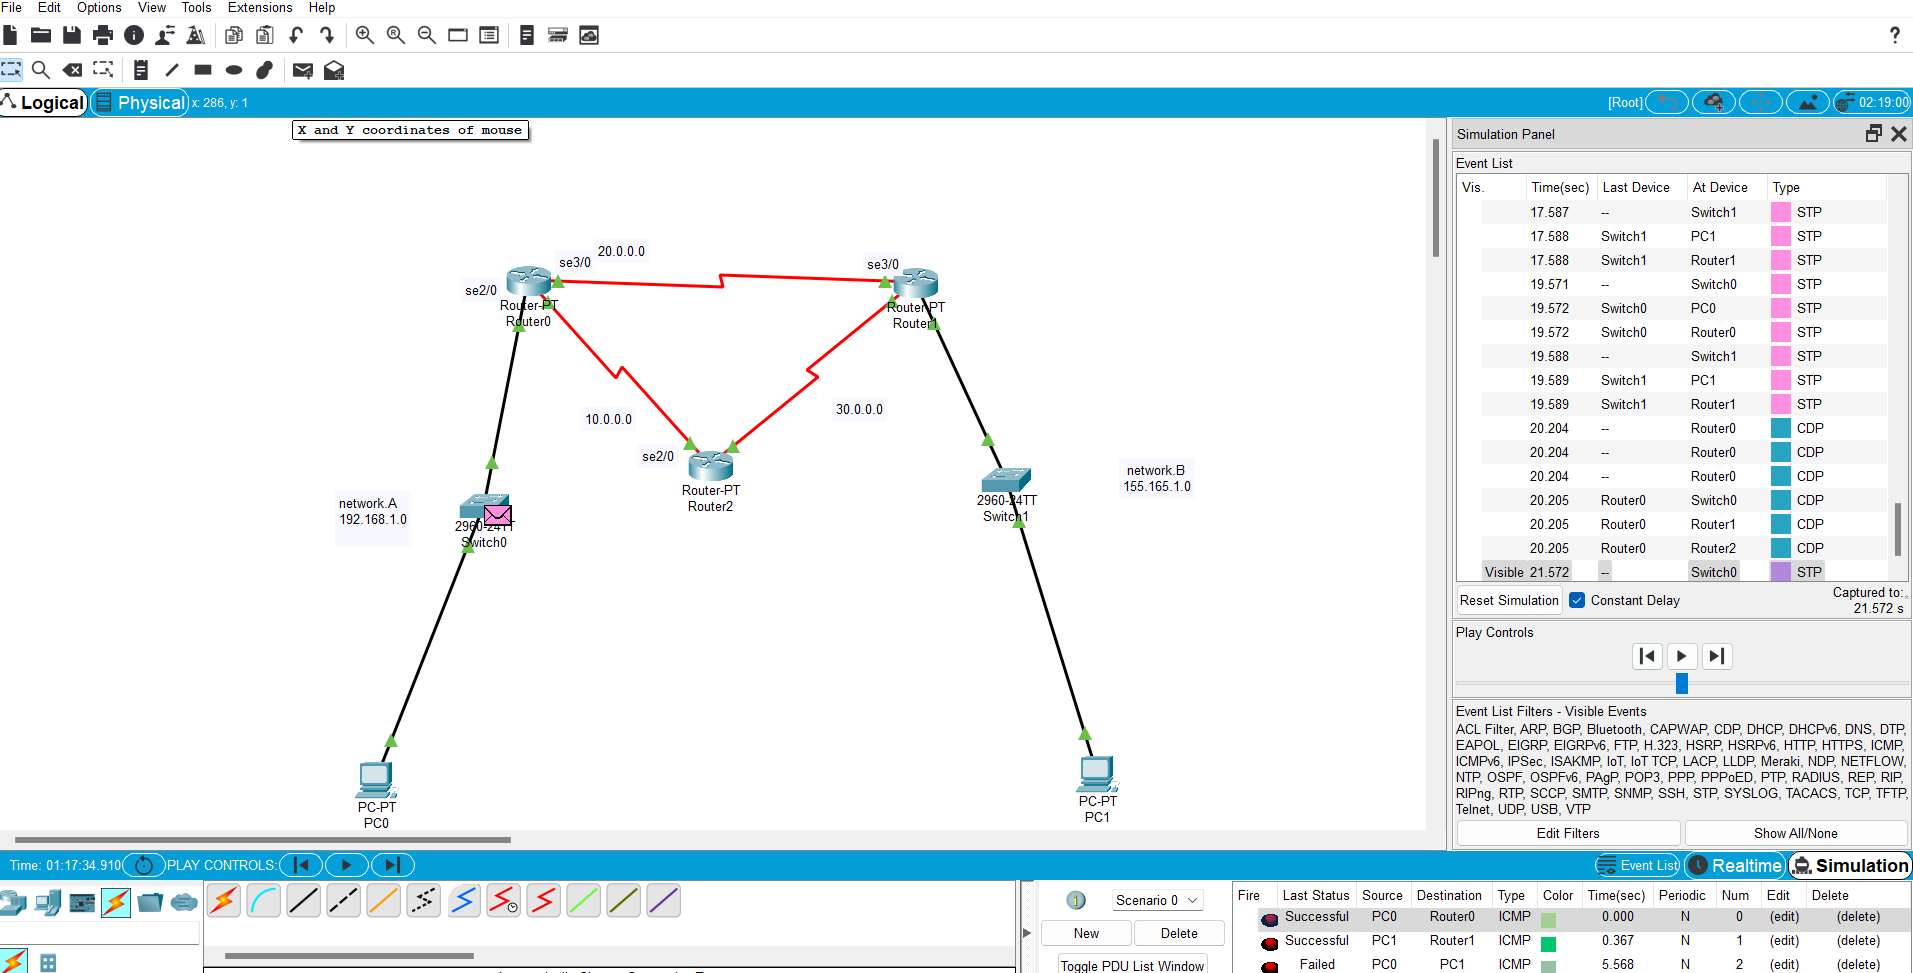 File Edit Options View Tools Extensions Help
Logical Physical x: 286, y: 1 [Root] 02:19:00
X and Y coordinates of mouse
se3/0 20.0.0.0 se3/0
se2/0
Router-PT
Router0
Router-PT
Router1
10.0.0.0
30.0.0.0
se2/0
Router-PT
Router2
network.A
192.168.1.0
2960-24TT
Switch0
2960-24TT
Switch1
network.B
155.165.1.0
PC-PT
PC0
PC-PT
PC1
Simulation Panel
Event List
Vis. Time(sec) Last Device At Device Type
17.587 -- Switch1 STP
17.588 Switch1 PC1 STP
17.588 Switch1 Router1 STP
19.571 -- Switch0 STP
19.572 Switch0 PC0 STP
19.572 Switch0 Router0 STP
19.588 -- Switch1 STP
19.589 Switch1 PC1 STP
19.589 Switch1 Router1 STP
20.204 -- Router0 CDP
20.204 -- Router0 CDP
20.204 -- Router0 CDP
20.205 Router0 Switch0 CDP
20.205 Router0 Router1 CDP
20.205 Router0 Router2 CDP
Visible 21.572 -- Switch0 STP
Reset Simulation Constant Delay Captured to:
21.572 s
Play Controls
Event List Filters - Visible Events
ACL Filter, ARP, BGP, Bluetooth, CAPWAP, CDP, DHCP, DHCPv6, DNS, DTP,
EAPOL, EIGRP, EIGRPv6, FTP, H.323, HSRP, HSRPv6, HTTP, HTTPS, ICMP,
ICMPv6, IPSec, ISAKMP, IoT, IoT TCP, LACP, LLDP, Meraki, NDP, NETFLOW,
NTP, OSPF, OSPFv6, PAgP, POP3, PPP, PPPoED, PTP, RADIUS, REP, RIP,
RIPng, RTP, SCCP, SMTP, SNMP, SSH, STP, SYSLOG, TACACS, TCP, TFTP,
Telnet, UDP, USB, VTP
Edit Filters Show All/None
Time: 01:17:34.910 PLAY CONTROLS: Event List Realtime Simulation
Scenario 0
New Delete
Toggle PDU List Window
Fire Last Status Source Destination Type Color Time(sec) Periodic Num Edit Delete
Successful PC0 Router0 ICMP 0.000 N 0 (edit) (delete)
Successful PC1 Router1 ICMP 0.367 N 1 (edit) (delete)
Failed PC0 PC1 ICMP 5.568 N 2 (edit) (delete)